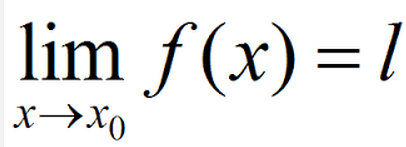 lim f(x) = l
x→x₀